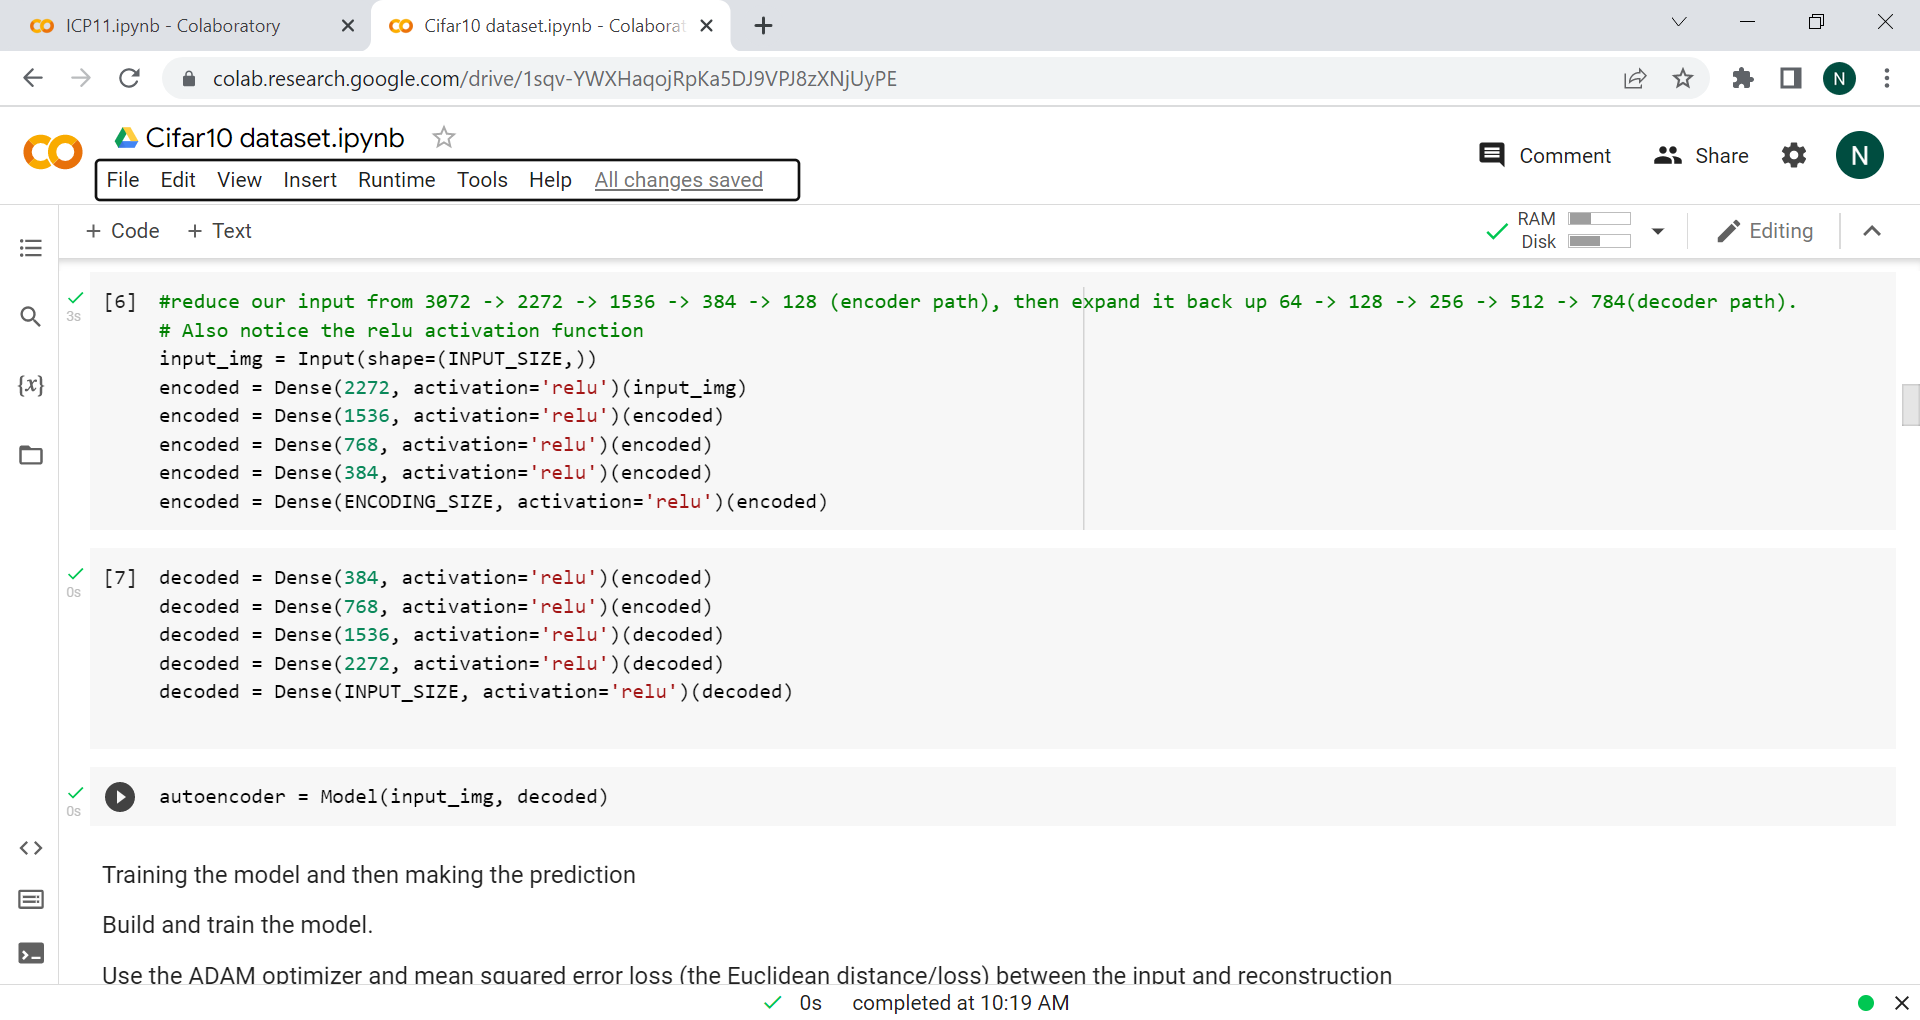 ICP11.ipynb - Colaboratory
Cifar10 dataset.ipynb - Colaborat
colab.research.google.com/drive/1sqv-YWXHaqojRpKa5DJ9VPJ8zXNjUyPE
N
Cifar10 dataset.ipynb
Comment
Share
N
File Edit View Insert Runtime Tools Help All changes saved
+ Code + Text
RAM
Disk
Editing
[6] #reduce our input from 3072 -> 2272 -> 1536 -> 384 -> 128 (encoder path), then expand it back up 64 -> 128 -> 256 -> 512 -> 784(decoder path).
3s
# Also notice the relu activation function
input_img = Input(shape=(INPUT_SIZE,))
encoded = Dense(2272, activation='relu')(input_img)
{x}
encoded = Dense(1536, activation='relu')(encoded)
encoded = Dense(768, activation='relu')(encoded)
encoded = Dense(384, activation='relu')(encoded)
encoded = Dense(ENCODING_SIZE, activation='relu')(encoded)
[7] decoded = Dense(384, activation='relu')(encoded)
0s
decoded = Dense(768, activation='relu')(encoded)
decoded = Dense(1536, activation='relu')(decoded)
decoded = Dense(2272, activation='relu')(decoded)
decoded = Dense(INPUT_SIZE, activation='relu')(decoded)
autoencoder = Model(input_img, decoded)
0s
Training the model and then making the prediction
Build and train the model.
Use the ADAM optimizer and mean squared error loss (the Euclidean distance/loss) between the input and reconstruction
0s completed at 10:19 AM